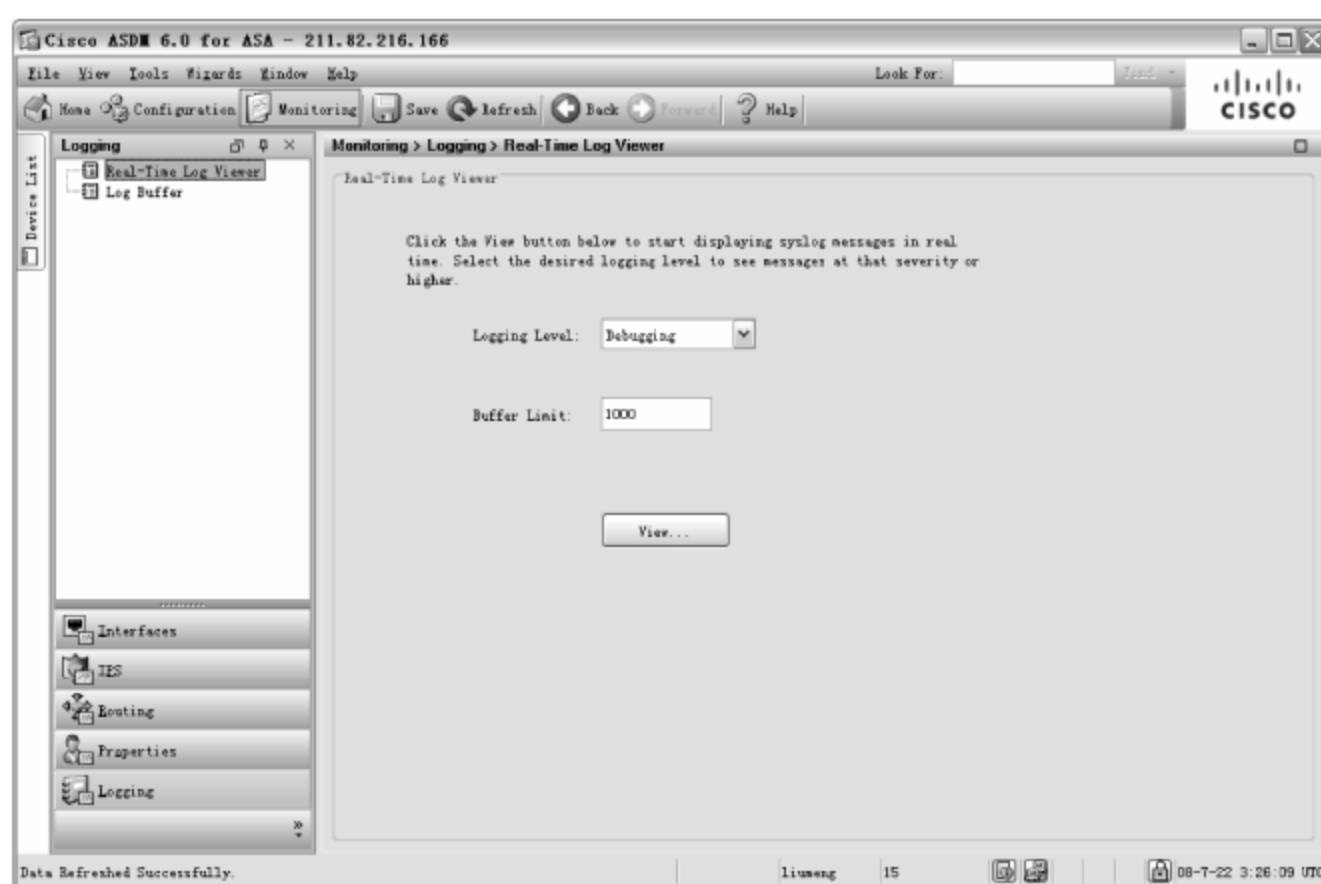 Cisco ASDM 6.0 for ASA - 211.82.216.166
File View Tools Wizards Window Help
Look For:
Find
Home Configuration Monitoring Save Refresh Back Forward Help
CISCO
Device List
Logging
Real-Time Log Viewer
Log Buffer
Interfaces
IPS
Routing
Properties
Logging
Monitoring > Logging > Real-Time Log Viewer
Real-Time Log Viewer
Click the View button below to start displaying syslog messages in real
time. Select the desired logging level to see messages at that severity or
higher.
Logging Level: Debugging
Buffer Limit: 1000
View...
Data Refreshed Successfully.
liumeng
15
08-7-22 3:26:09 UTC